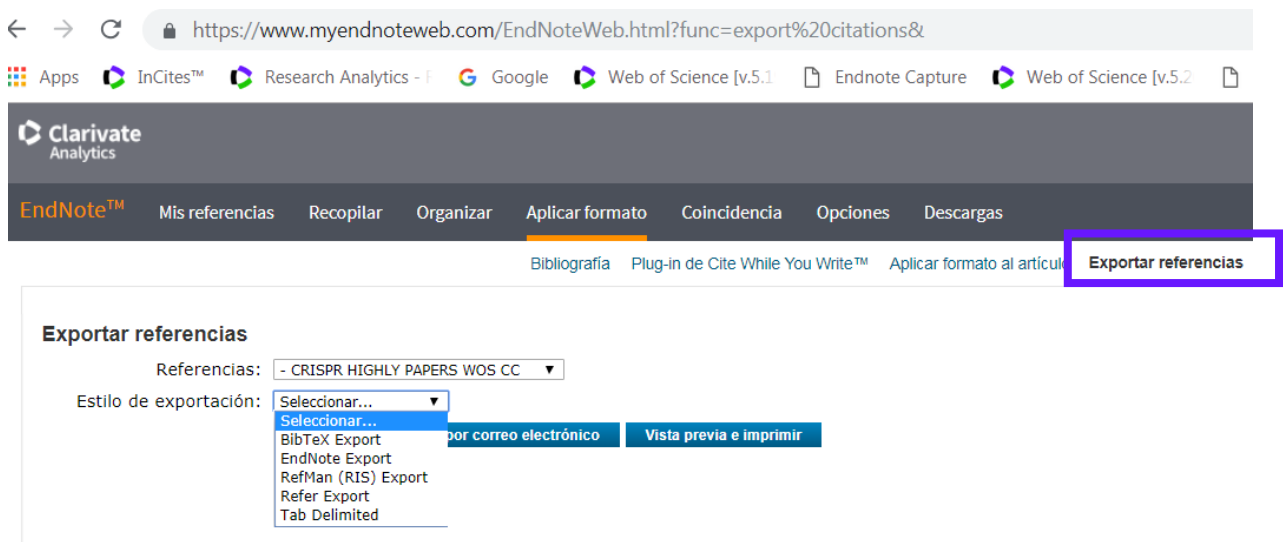 https://www.myendnoteweb.com/EndNoteWeb.html?func=export%20citations&
Apps InCites™ Research Analytics - Google Web of Science [v.5.1 Endnote Capture Web of Science [v.5.2
Clarivate
Analytics
EndNote™ Mis referencias Recopilar Organizar Aplicar formato Coincidencia Opciones Descargas
Bibliografía Plug-in de Cite While You Write™ Aplicar formato al artículo Exportar referencias
Exportar referencias
Referencias: - CRISPR HIGHLY PAPERS WOS CC
Estilo de exportación: Seleccionar...
Seleccionar...
BibTeX Export por correo electrónico Vista previa e imprimir
EndNote Export
RefMan (RIS) Export
Refer Export
Tab Delimited